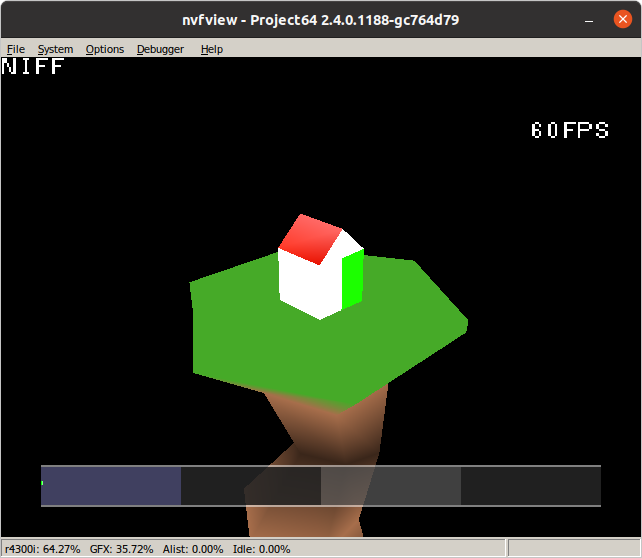 nvfview - Project64 2.4.0.1188-gc764d79
File System Options Debugger Help
NIFF
60FPS
r4300i: 64.27% GFX: 35.72% Alist: 0.00% Idle: 0.00%